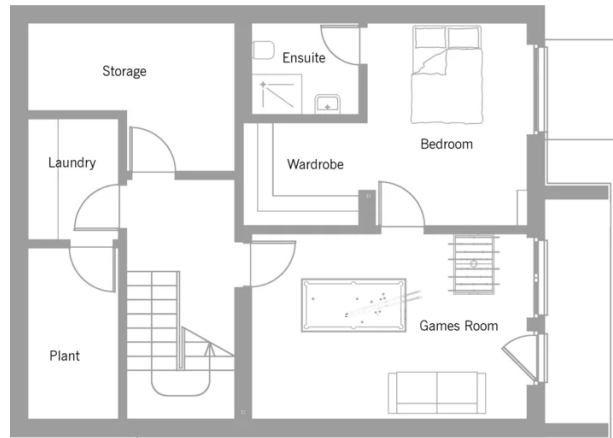 Storage
Ensuite
Bedroom
Laundry
Wardrobe
Games Room
Plant